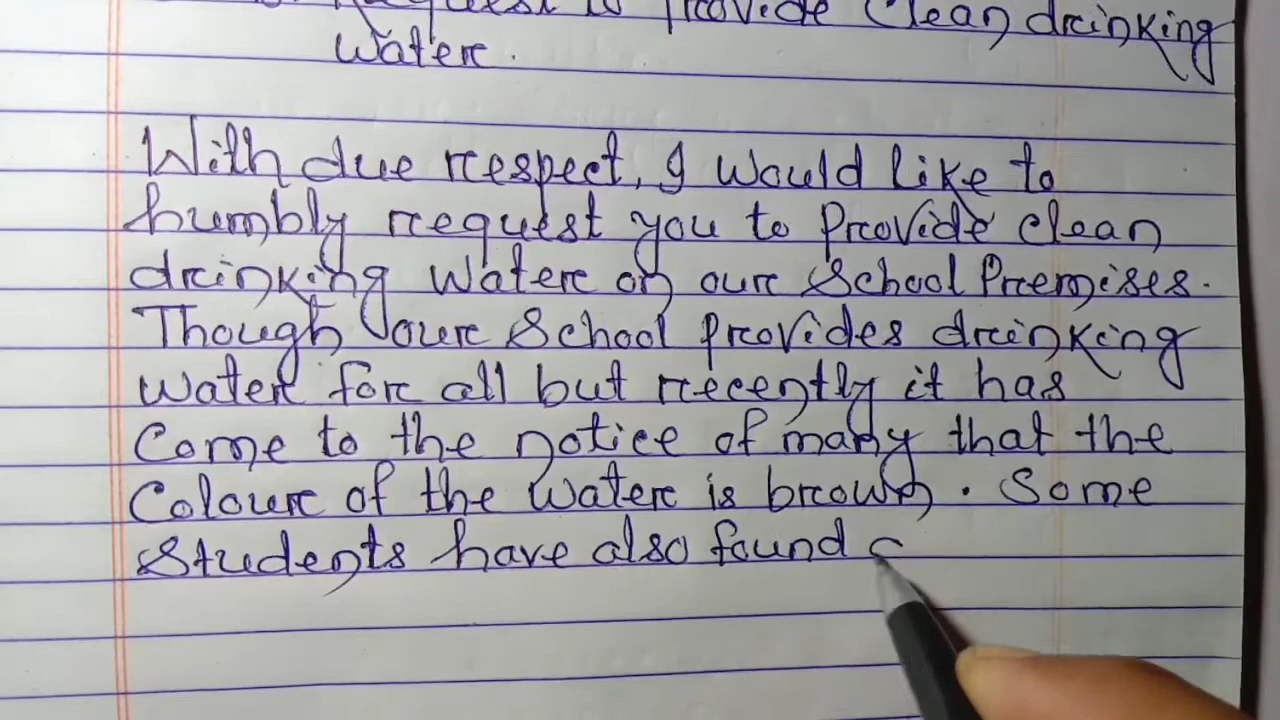 Request to Provide Clean drinking
Water.
With due respect, I would like to
humbly request you to Provide clean
drinking Water on our School Premises.
Though our School provides drinking
Water for all but recently it has
Come to the notice of many that the
Colour of the water is brown. Some
Students have also found